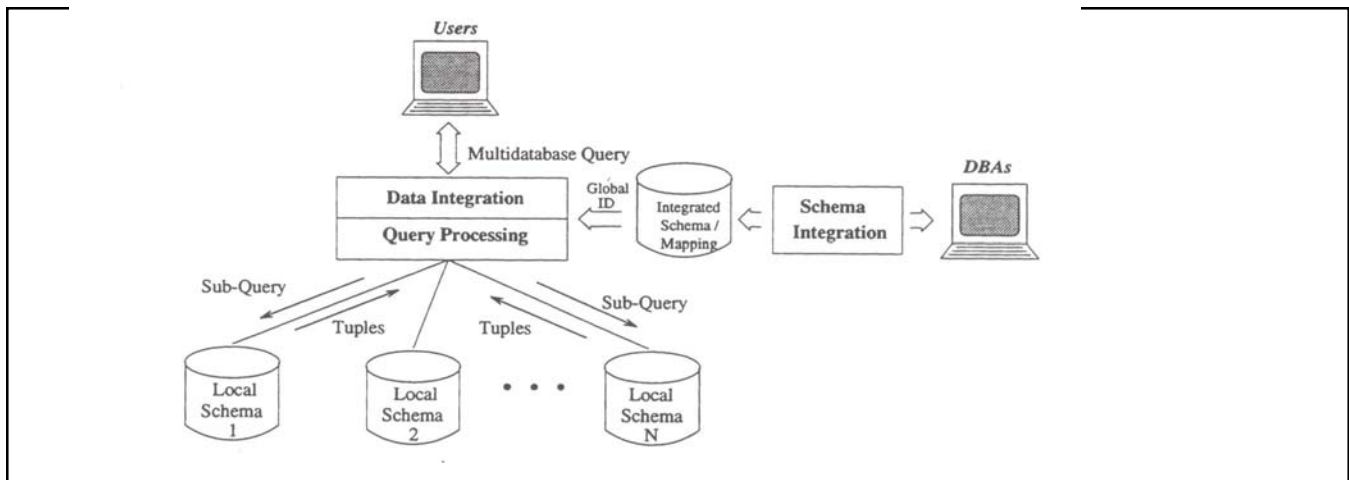 Users
Multidatabase Query
DBAs
Data Integration
Query Processing
Global
ID
Integrated
Schema /
Mapping
Schema
Integration
Sub-Query
Tuples
Tuples
Sub-Query
Local
Schema
1
Local
Schema
2
• • •
Local
Schema
N